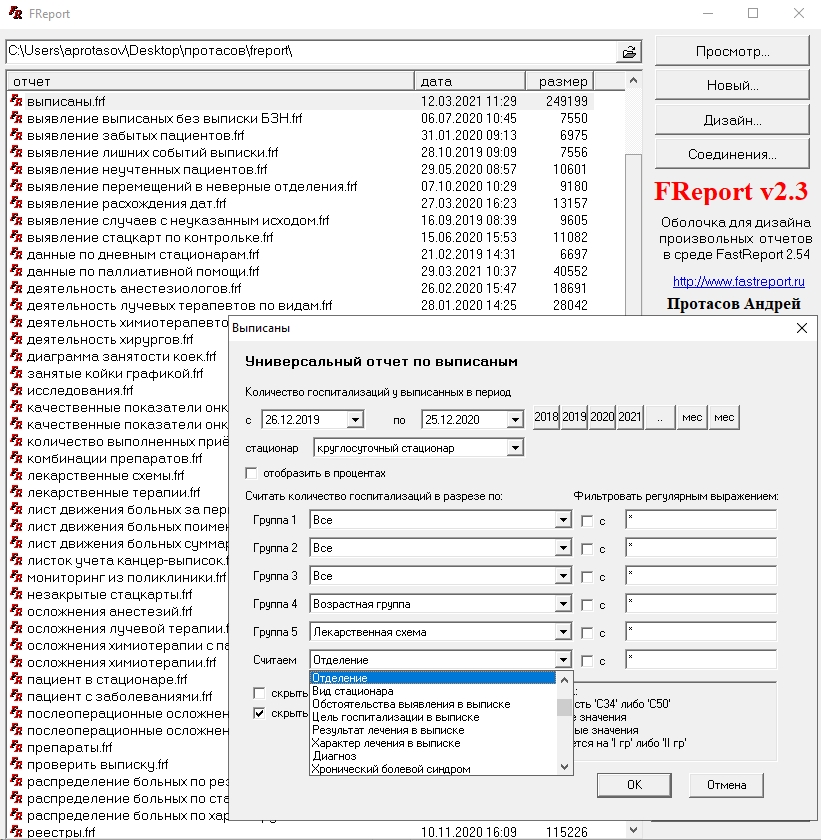 FReport
C:\Users\aprotasov\Desktop\протасов\freport\
Просмотр...
Новый...
Дизайн...
Соединения...
FReport v2.3
Оболочка для дизайна
произвольных отчетов
в среде FastReport 2.54
http://www.fastreport.ru
Протасов Андрей
отчет дата размер
выписаны.frf 12.03.2021 11:29 249199
выявление выписаных без выписки БЗН.frf 06.07.2020 10:45 7550
выявление забытых пациентов.frf 31.01.2020 09:13 6975
выявление лишних событий выписки.frf 28.10.2019 09:09 7556
выявление неучтенных пациентов.frf 29.05.2020 08:57 10601
выявление перемещений в неверные отделения.frf 07.10.2020 10:29 9180
выявление расхождения дат.frf 27.03.2020 16:23 13157
выявление случаев с неуказанным исходом.frf 16.09.2019 08:39 9605
выявление стацкарт по контрольке.frf 15.06.2020 15:53 11082
данные по дневным стационарам.frf 21.02.2019 14:31 6697
данные по паллиативной помощи.frf 29.03.2021 10:37 40552
деятельность анестезиологов.frf 26.02.2020 15:47 18691
деятельность лучевых терапевтов по видам.frf 28.01.2020 14:25 28042
деятельность химиотерапевто
деятельность хирургов.frf
диаграмма занятости коек.frf
занятые койки графикой.frf
исследования.frf
качественные показатели онк
качественные показатели онк
количество выполненных приё
комбинации препаратов.frf
лекарственные схемы.frf
лекарственные терапии.frf
лист движения больных за пер
лист движения больных поимен
лист движения больных суммар
листок учета канцер-выписок.f
мониторинг из поликлиники.frf
незакрытые стацкарты.frf
осложнения анестезий.frf
осложнения лучевой терапии.f
осложнения химиотерапии с па
осложнения химиотерапии.frf
пациент в стационаре.frf
пациент с заболеваниями.frf
послеоперационные осложнен
послеоперационные осложнен
препараты.frf
проверить выписку.frf
распределение больных по рез
распределение больных по ста
распределение больных по хар
реестры.frf 10.11.2020 16:09 115226
Выписаны
Универсальный отчет по выписаным
Количество госпитализаций у выписанных в период
с 26.12.2019 по 25.12.2020 2018 2019 2020 2021 .. мес мес
стационар круглосуточный стационар
отобразить в процентах
Считать количество госпитализаций в разрезе по: Фильтровать регулярным выражением:
Группа 1 Все с *
Группа 2 Все с *
Группа 3 Все с *
Группа 4 Возрастная группа с *
Группа 5 Лекарственная схема с *
Считаем Отделение с *
Отделение
Вид стационара
Обстоятельства выявления в выписке
Цель госпитализации в выписке
Результат лечения в выписке
Характер лечения в выписке
Диагноз
Хронический болевой синдром
скрыть
скрыть
сть 'C34' либо 'C50'
е значения
ые значения
ется на 'I гр' либо 'II гр'
OK Отмена